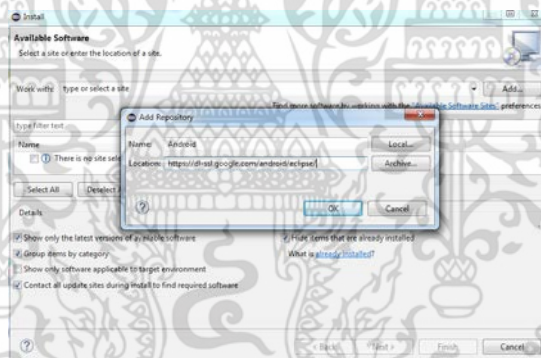 Install
Available Software
Select a site or enter the location of a site.
Work with: type or select a site
Add...
Find more software by working with the "Available Software Sites" preferences
type filter text
Name
There is no site sele
Select All
Deselect A
Details
Show only the latest versions of available software
Hide items that are already installed
Group items by category
What is already installed?
Show only software applicable to target environment
Contact all update sites during install to find required software
< Back
Next >
Finish
Cancel
Add Repository
Name: Android
Local...
Location: https://dl-ssl.google.com/android/eclipse/
Archive...
OK
Cancel